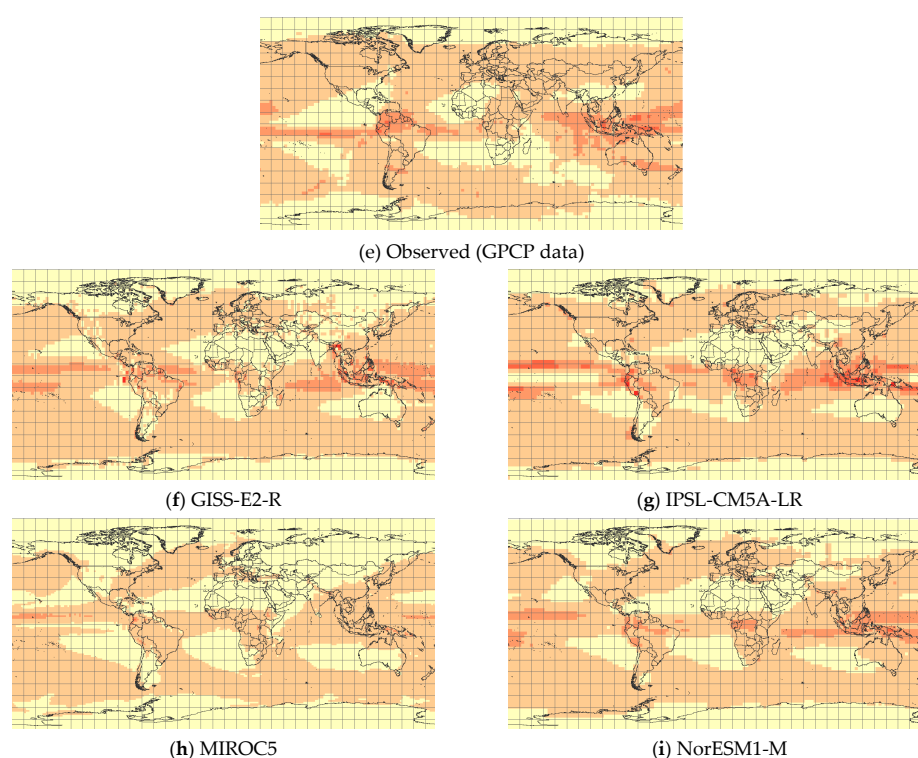 (e) Observed (GPCP data)
(f) GISS-E2-R
(g) IPSL-CM5A-LR
(h) MIROC5
(i) NorESM1-M